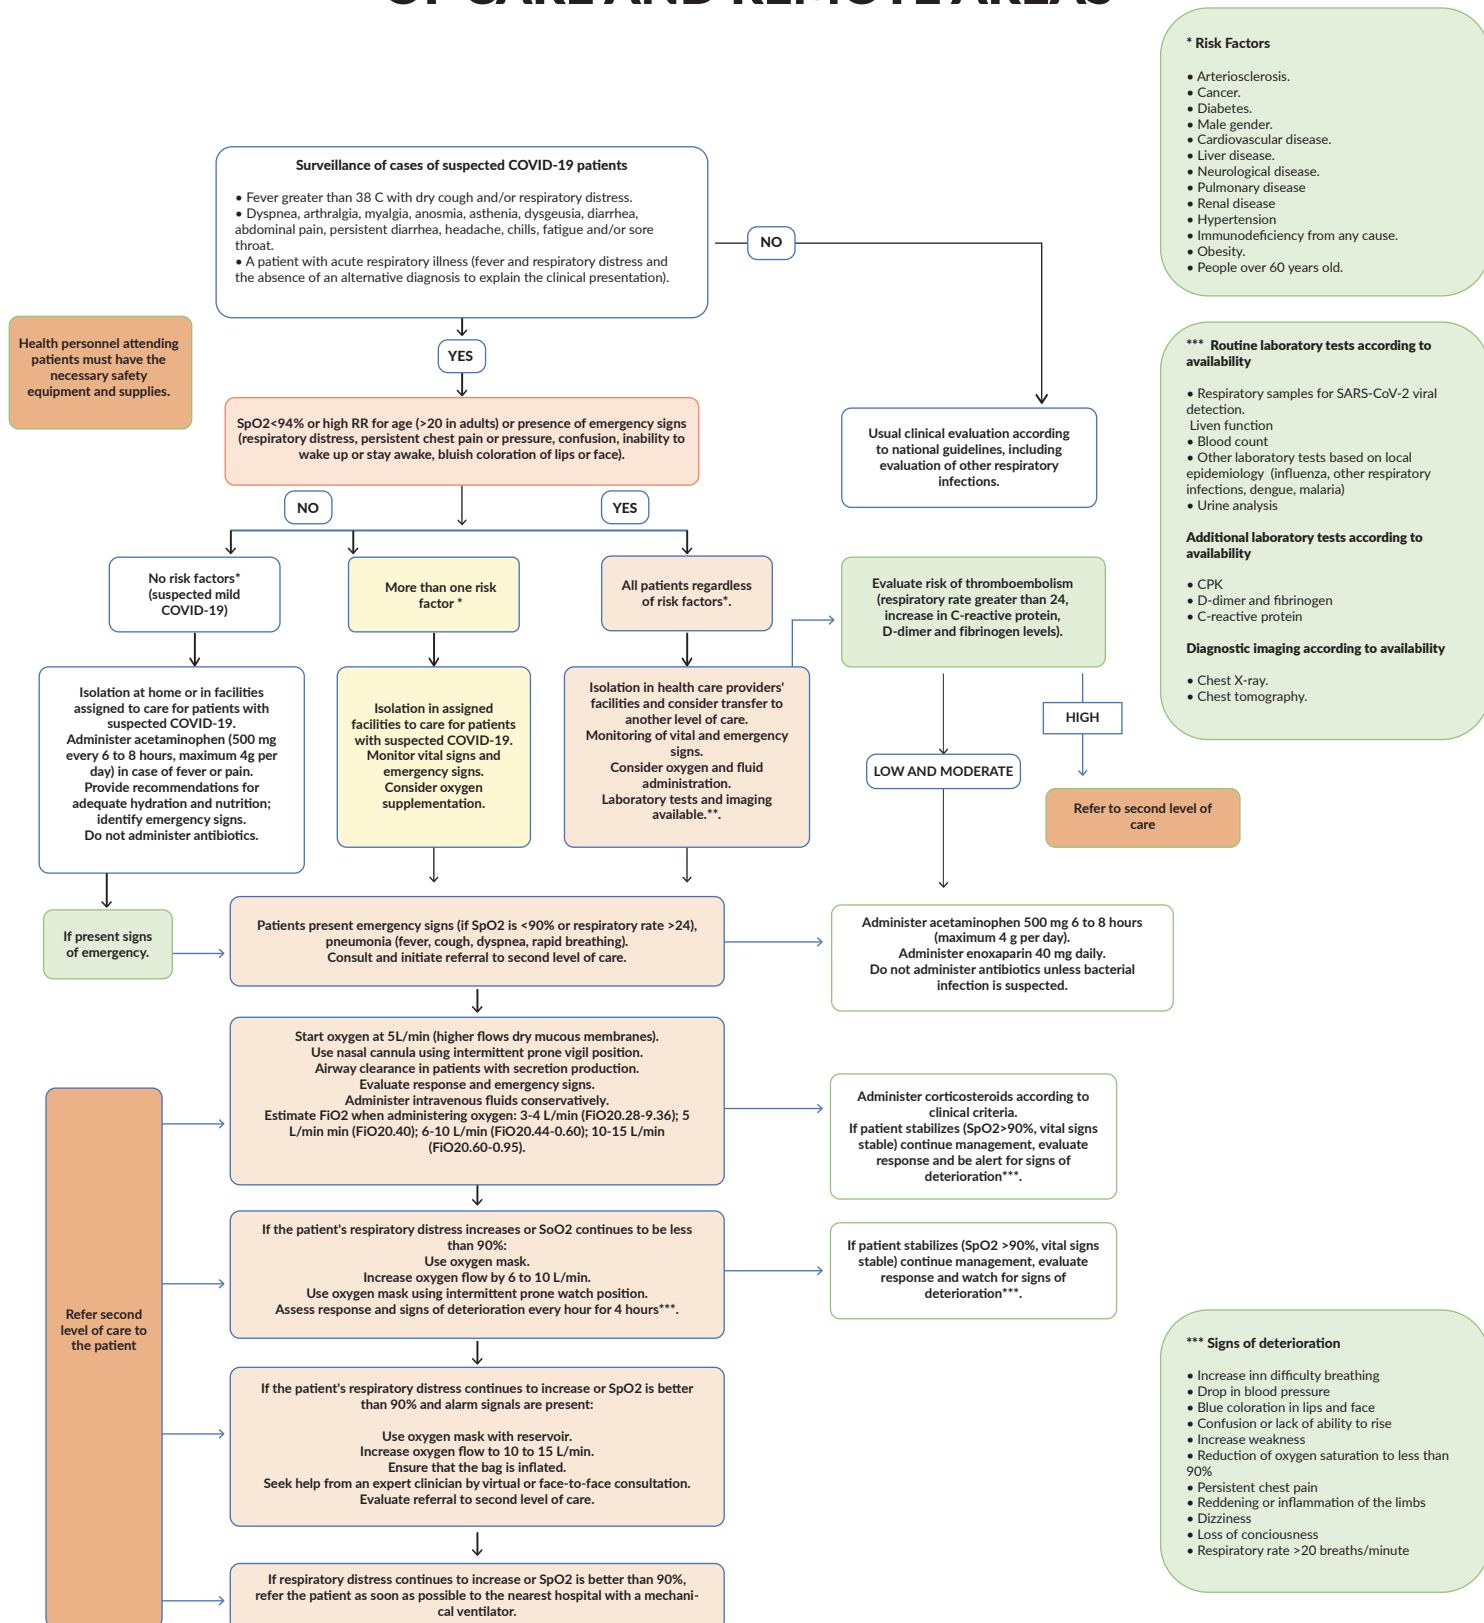 OF CARE AND REMOTE AREAS
* Risk Factors
• Arteriosclerosis.
• Cancer.
• Diabetes.
• Male gender.
• Cardiovascular disease.
• Liver disease.
• Neurological disease.
• Pulmonary disease
• Renal disease
• Hypertension
• Immunodeficiency from any cause.
• Obesity.
• People over 60 years old.
Surveillance of cases of suspected COVID-19 patients
• Fever greater than 38 C with dry cough and/or respiratory distress.
• Dyspnea, arthralgia, myalgia, anosmia, asthenia, dysgeusia, diarrhea,
abdominal pain, persistent diarrhea, headache, chills, fatigue and/or sore
throat.
• A patient with acute respiratory illness (fever and respiratory distress and
the absence of an alternative diagnosis to explain the clinical presentation).
NO
Health personnel attending
patients must have the
necessary safety
equipment and supplies.
YES
*** Routine laboratory tests according to
availability
• Respiratory samples for SARS-CoV-2 viral
detection.
Liven function
• Blood count
• Other laboratory tests based on local
epidemiology (influenza, other respiratory
infections, dengue, malaria)
• Urine analysis
Additional laboratory tests according to
availability
• CPK
• D-dimer and fibrinogen
• C-reactive protein
Diagnostic imaging according to availability
• Chest X-ray.
• Chest tomography.
SpO2<94% or high RR for age (>20 in adults) or presence of emergency signs
(respiratory distress, persistent chest pain or pressure, confusion, inability to
wake up or stay awake, bluish coloration of lips or face).
Usual clinical evaluation according
to national guidelines, including
evaluation of other respiratory
infections.
NO
YES
No risk factors*
(suspected mild
COVID-19)
More than one risk
factor *
All patients regardless
of risk factors*.
Evaluate risk of thromboembolism
(respiratory rate greater than 24,
increase in C-reactive protein,
D-dimer and fibrinogen levels).
Isolation at home or in facilities
assigned to care for patients with
suspected COVID-19.
Administer acetaminophen (500 mg
every 6 to 8 hours, maximum 4g per
day) in case of fever or pain.
Provide recommendations for
adequate hydration and nutrition;
identify emergency signs.
Do not administer antibiotics.
Isolation in assigned
facilities to care for patients
with suspected COVID-19.
Monitor vital signs and
emergency signs.
Consider oxygen
supplementation.
Isolation in health care providers'
facilities and consider transfer to
another level of care.
Monitoring of vital and emergency
signs.
Consider oxygen and fluid
administration.
Laboratory tests and imaging
available.**.
HIGH
LOW AND MODERATE
Refer to second level of
care
If present signs
of emergency.
Patients present emergency signs (if SpO2 is <90% or respiratory rate >24),
pneumonia (fever, cough, dyspnea, rapid breathing).
Consult and initiate referral to second level of care.
Administer acetaminophen 500 mg 6 to 8 hours
(maximum 4 g per day).
Administer enoxaparin 40 mg daily.
Do not administer antibiotics unless bacterial
infection is suspected.
Start oxygen at 5L/min (higher flows dry mucous membranes).
Use nasal cannula using intermittent prone vigil position.
Airway clearance in patients with secretion production.
Evaluate response and emergency signs.
Administer intravenous fluids conservatively.
Estimate FiO2 when administering oxygen: 3-4 L/min (FiO20.28-9.36); 5
L/min min (FiO20.40); 6-10 L/min (FiO20.44-0.60); 10-15 L/min
(FiO20.60-0.95).
Administer corticosteroids according to
clinical criteria.
If patient stabilizes (SpO2>90%, vital signs
stable) continue management, evaluate
response and be alert for signs of
deterioration***.
Refer second
level of care to
the patient
If the patient's respiratory distress increases or SoO2 continues to be less
than 90%:
Use oxygen mask.
Increase oxygen flow by 6 to 10 L/min.
Use oxygen mask using intermittent prone watch position.
Assess response and signs of deterioration every hour for 4 hours***.
If patient stabilizes (SpO2 >90%, vital signs
stable) continue management, evaluate
response and watch for signs of
deterioration***.
If the patient's respiratory distress continues to increase or SpO2 is better
than 90% and alarm signals are present:
Use oxygen mask with reservoir.
Increase oxygen flow to 10 to 15 L/min.
Ensure that the bag is inflated.
Seek help from an expert clinician by virtual or face-to-face consultation.
Evaluate referral to second level of care.
*** Signs of deterioration
• Increase inn difficulty breathing
• Drop in blood pressure
• Blue coloration in lips and face
• Confusion or lack of ability to rise
• Increase weakness
• Reduction of oxygen saturation to less than
90%
• Persistent chest pain
• Reddening or inflammation of the limbs
• Dizziness
• Loss of conciousness
• Respiratory rate >20 breaths/minute
If respiratory distress continues to increase or SpO2 is better than 90%,
refer the patient as soon as possible to the nearest hospital with a mechani-
cal ventilator.